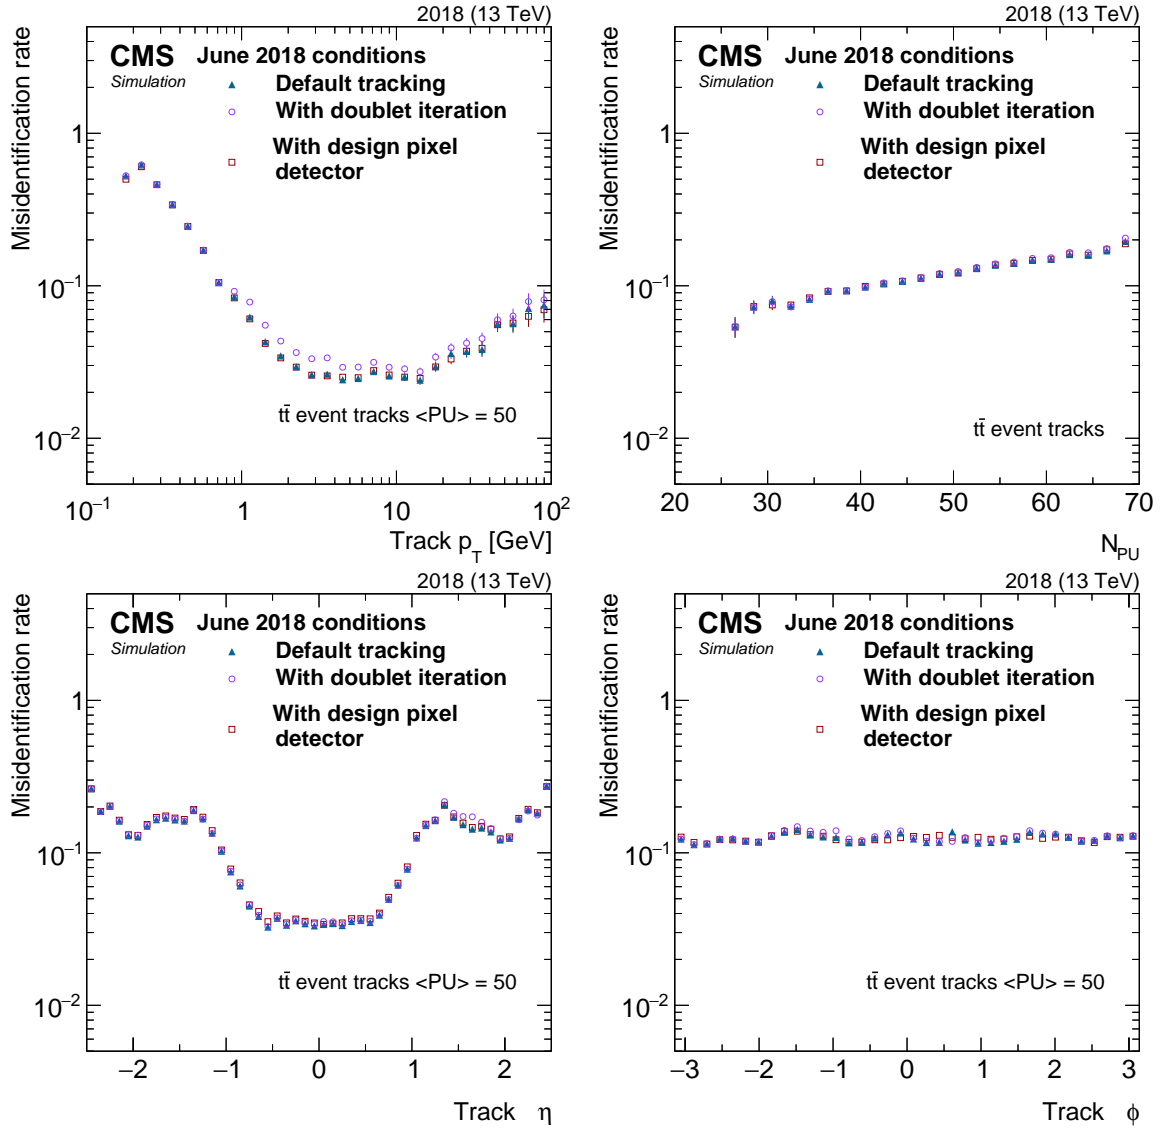 2018 (13 TeV)
CMS June 2018 conditions
Simulation
Default tracking
With doublet iteration
With design pixel
detector
Misidentification rate
1
10⁻¹
10⁻²
tt̄ event tracks <PU> = 50
10⁻¹ 1 10 10²
Track p_T [GeV]
2018 (13 TeV)
CMS June 2018 conditions
Simulation
Default tracking
With doublet iteration
With design pixel
detector
Misidentification rate
1
10⁻¹
10⁻²
tt̄ event tracks
20 30 40 50 60 70
N_PU
2018 (13 TeV)
CMS June 2018 conditions
Simulation
Default tracking
With doublet iteration
With design pixel
detector
Misidentification rate
1
10⁻¹
10⁻²
tt̄ event tracks <PU> = 50
−2 −1 0 1 2
Track η
2018 (13 TeV)
CMS June 2018 conditions
Simulation
Default tracking
With doublet iteration
With design pixel
detector
Misidentification rate
1
10⁻¹
10⁻²
tt̄ event tracks <PU> = 50
−3 −2 −1 0 1 2 3
Track ϕ